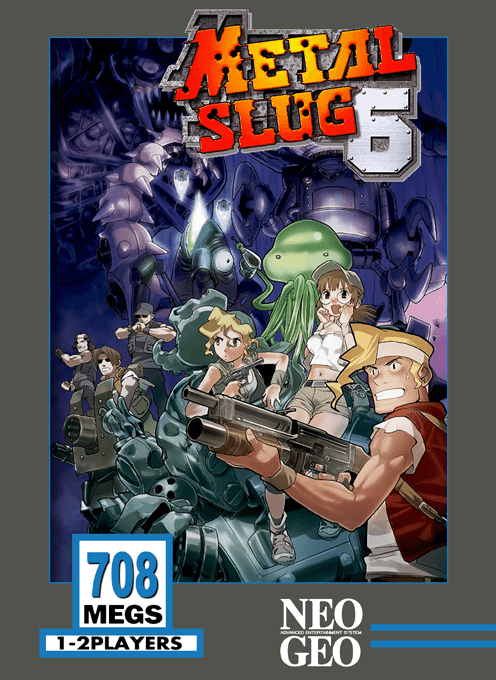 METAL
SLUG 6
708
MEGS
1-2PLAYERS
NEO
ADVANCED ENTERTAINMENT SYSTEM
GEO